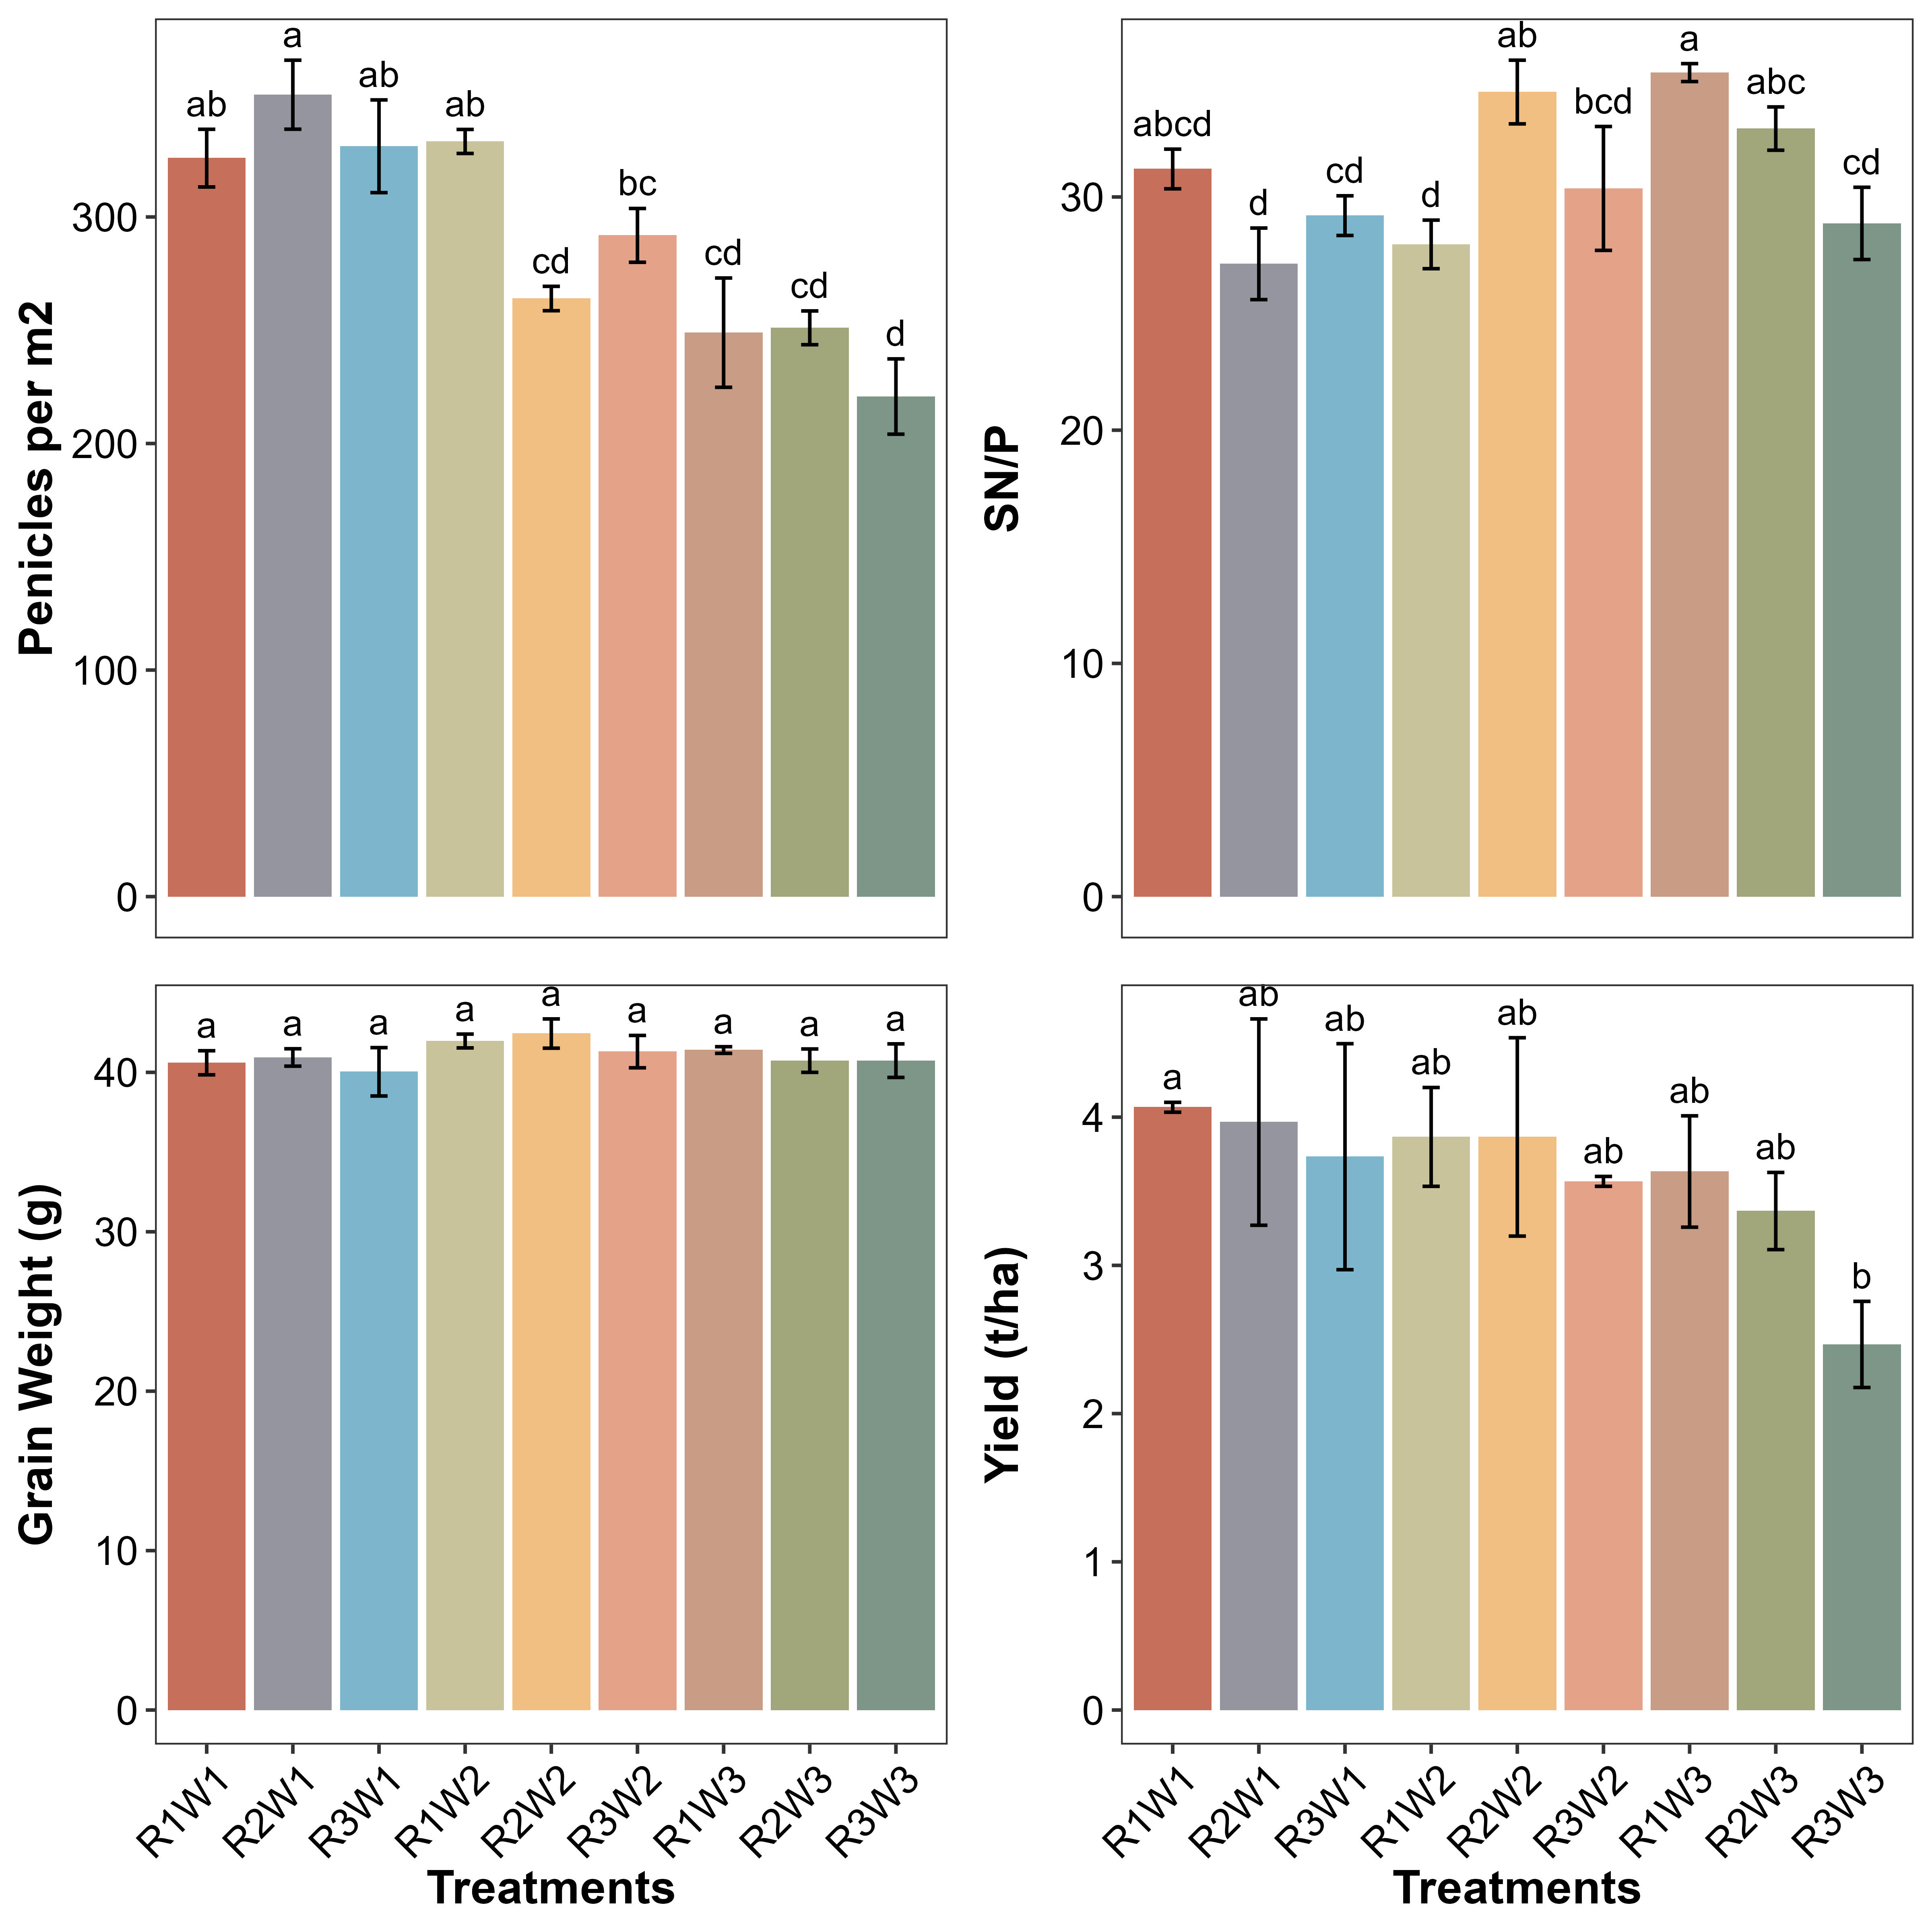 Penicles per m2
300
200
100
0
ab
a
ab
ab
cd
bc
cd
cd
d
SN/P
30
20
10
0
abcd
d
cd
d
ab
bcd
a
abc
cd
Grain Weight (g)
40
30
20
10
0
a
a
a
a
a
a
a
a
a
R1W1
R2W1
R3W1
R1W2
R2W2
R3W2
R1W3
R2W3
R3W3
Treatments
Yield (t/ha)
4
3
2
1
0
a
ab
ab
ab
ab
ab
ab
ab
b
R1W1
R2W1
R3W1
R1W2
R2W2
R3W2
R1W3
R2W3
R3W3
Treatments